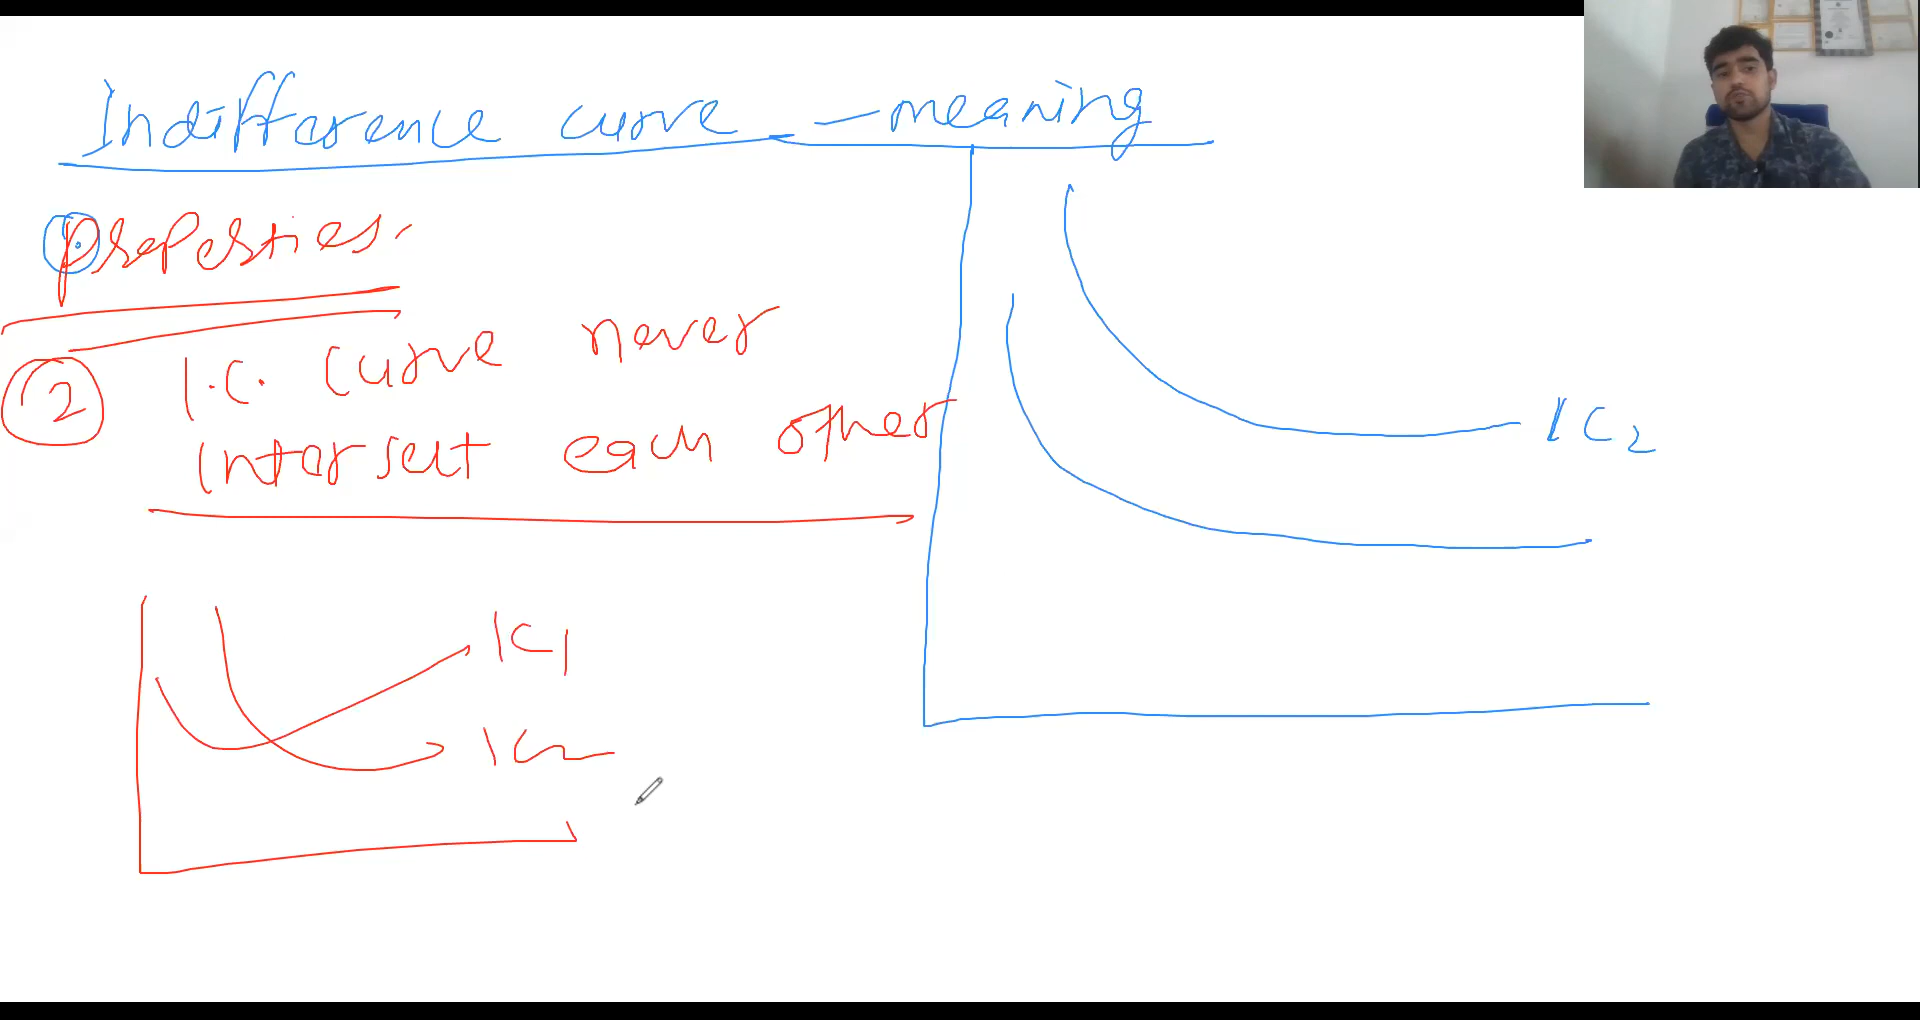 Indifference curve - meaning
Properties.
② I.C. Curve never
intersect each other
IC2
IC1
IC2